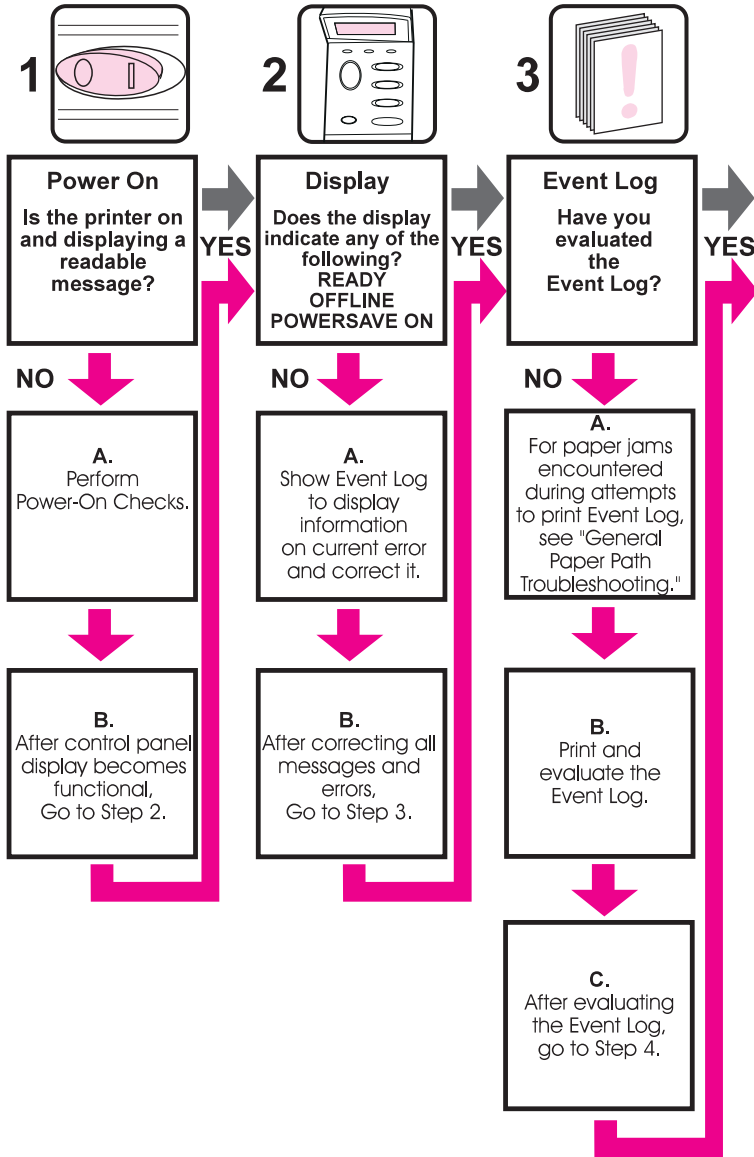 1
2
3
Power On
Is the printer on
and displaying a
readable
message?
YES
NO
A.
Perform
Power-On Checks.
B.
After control panel
display becomes
functional,
Go to Step 2.
Display
Does the display
indicate any of the
following?
READY
OFFLINE
POWERSAVE ON
YES
NO
A.
Show Event Log
to display
information
on current error
and correct it.
B.
After correcting all
messages and
errors,
Go to Step 3.
Event Log
Have you
evaluated
the
Event Log?
YES
NO
A.
For paper jams
encountered
during attempts
to print Event Log,
see "General
Paper Path
Troubleshooting."
B.
Print and
evaluate the
Event Log.
C.
After evaluating
the Event Log,
go to Step 4.